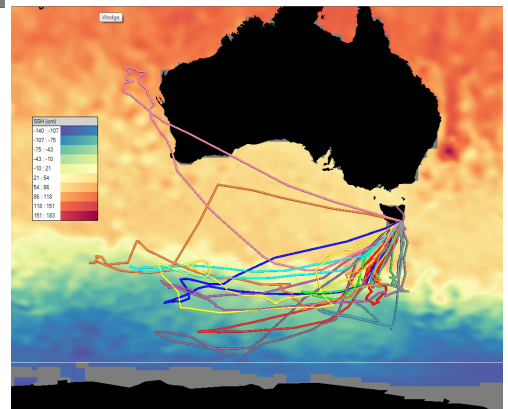 Wedge
SSH (cm)
-140 : -107
-107 : -75
-75 : -43
-43 : -10
-10 : 21
21 : 54
54 : 86
86 : 118
118 : 151
151 : 183